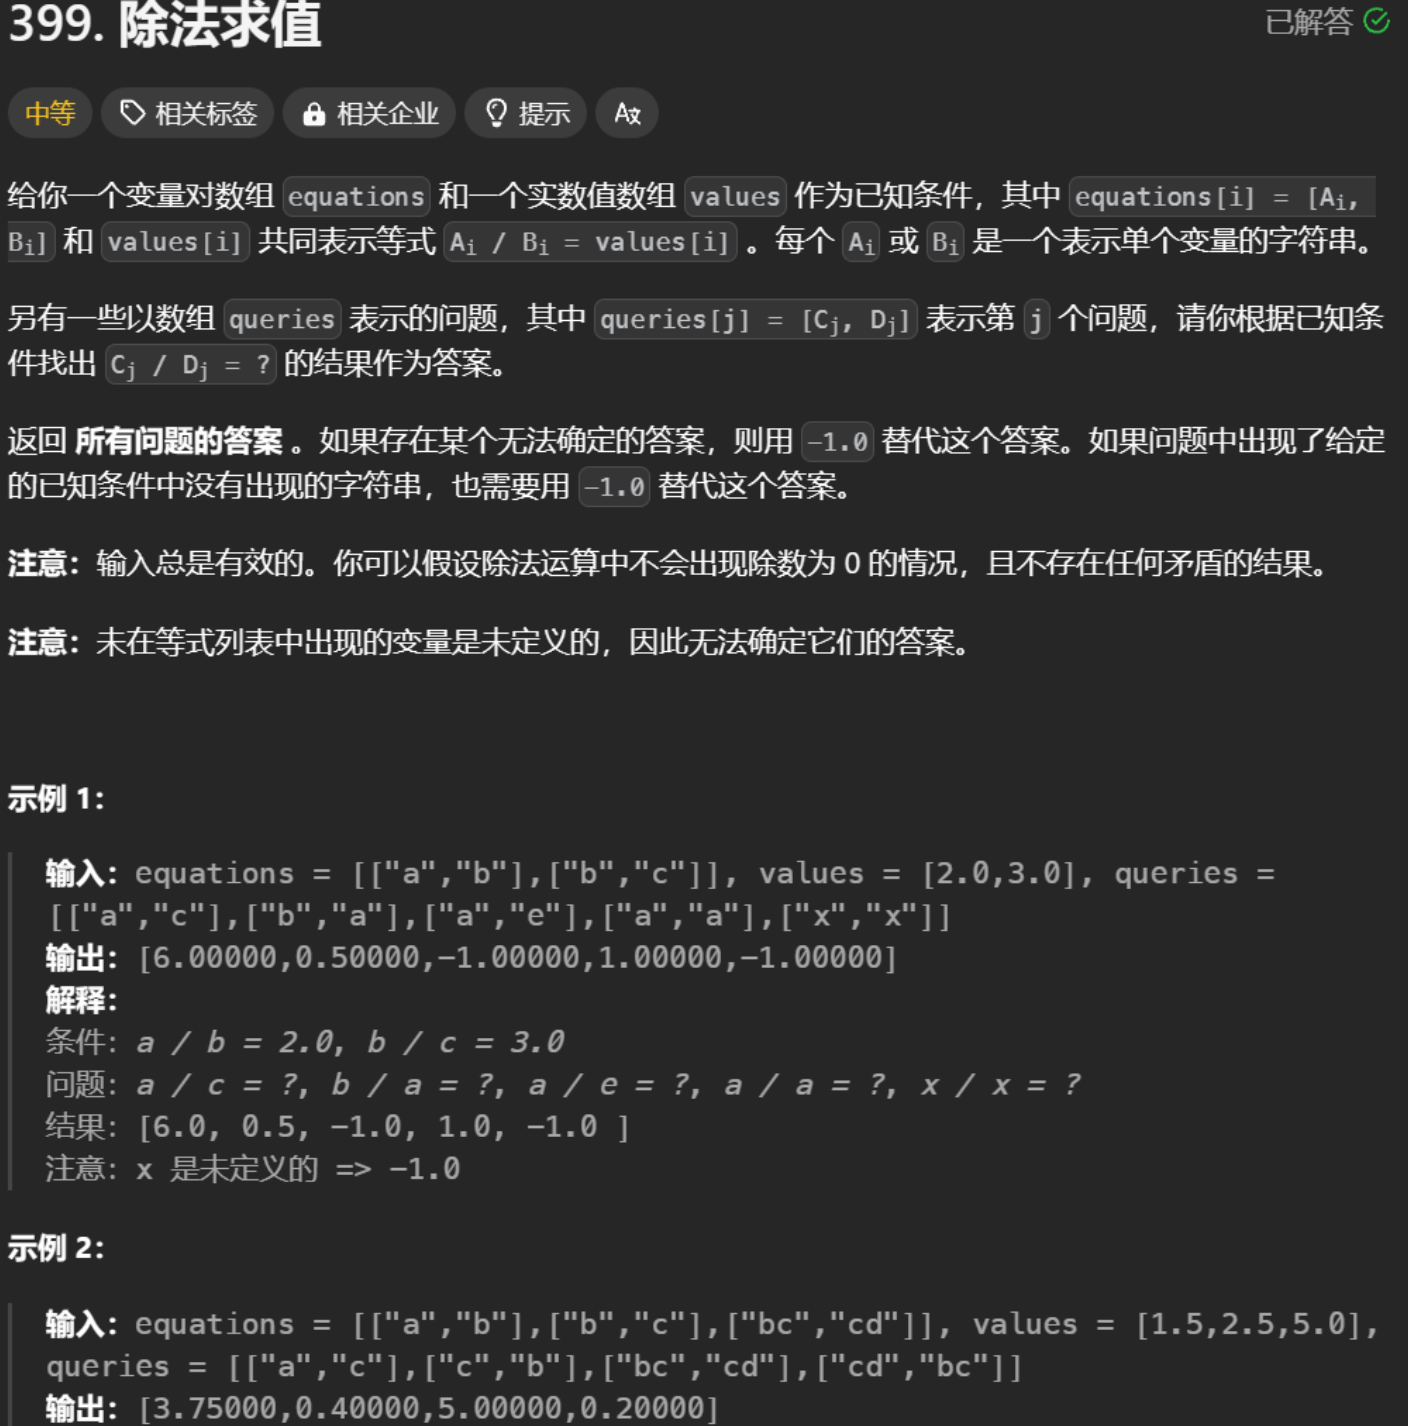 399. 除法求值
已解答
中等 相关标签 相关企业 提示
给你一个变量对数组 equations 和一个实数值数组 values 作为已知条件，其中 equations[i] = [Ai,
Bi] 和 values[i] 共同表示等式 Ai / Bi = values[i] 。每个 Ai 或 Bi 是一个表示单个变量的字符串。
另有一些以数组 queries 表示的问题，其中 queries[j] = [Cj, Dj] 表示第 j 个问题，请你根据已知条
件找出 Cj / Dj = ? 的结果作为答案。
返回 所有问题的答案 。如果存在某个无法确定的答案，则用 -1.0 替代这个答案。如果问题中出现了给定
的已知条件中没有出现的字符串，也需要用 -1.0 替代这个答案。
注意：输入总是有效的。你可以假设除法运算中不会出现除数为 0 的情况，且不存在任何矛盾的结果。
注意：未在等式列表中出现的变量是未定义的，因此无法确定它们的答案。
示例 1：
输入：equations = [["a","b"],["b","c"]], values = [2.0,3.0], queries =
[["a","c"],["b","a"],["a","e"],["a","a"],["x","x"]]
输出：[6.00000,0.50000,-1.00000,1.00000,-1.00000]
解释：
条件：a / b = 2.0, b / c = 3.0
问题：a / c = ?, b / a = ?, a / e = ?, a / a = ?, x / x = ?
结果：[6.0, 0.5, -1.0, 1.0, -1.0 ]
注意：x 是未定义的 => -1.0
示例 2：
输入：equations = [["a","b"],["b","c"],["bc","cd"]], values = [1.5,2.5,5.0],
queries = [["a","c"],["c","b"],["bc","cd"],["cd","bc"]]
输出：[3.75000,0.40000,5.00000,0.20000]